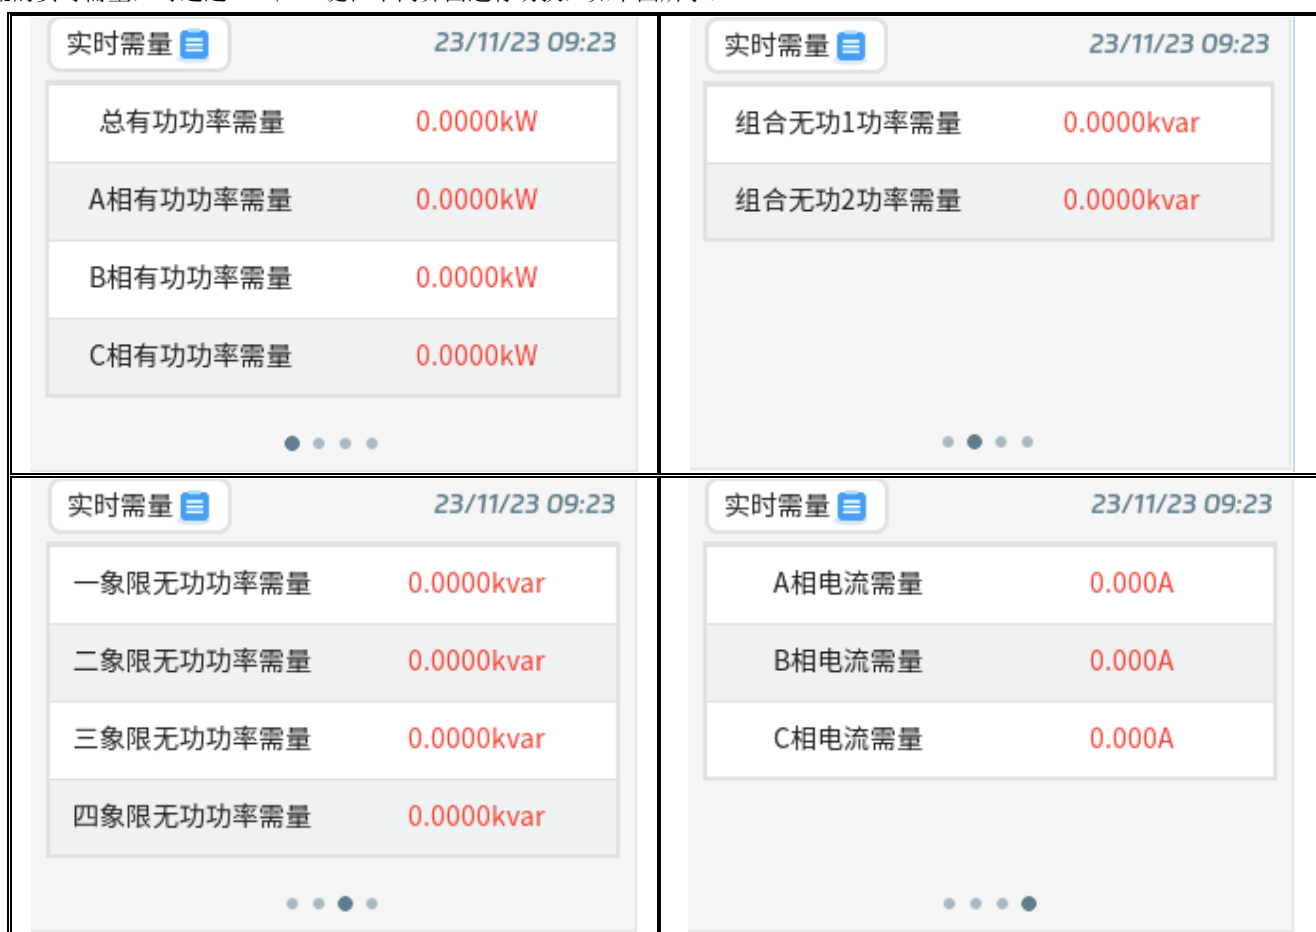 实时需量
23/11/23 09:23
总有功功率需量 0.0000kW
A相有功功率需量 0.0000kW
B相有功功率需量 0.0000kW
C相有功功率需量 0.0000kW
实时需量
23/11/23 09:23
组合无功1功率需量 0.0000kvar
组合无功2功率需量 0.0000kvar
实时需量
23/11/23 09:23
一象限无功功率需量 0.0000kvar
二象限无功功率需量 0.0000kvar
三象限无功功率需量 0.0000kvar
四象限无功功率需量 0.0000kvar
实时需量
23/11/23 09:23
A相电流需量 0.000A
B相电流需量 0.000A
C相电流需量 0.000A